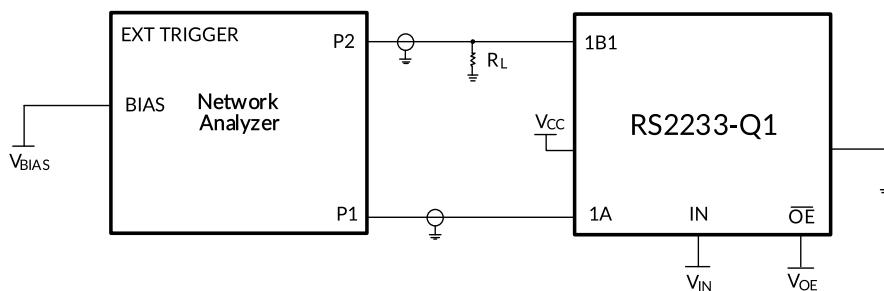 EXT TRIGGER
P2
1B1
RL
BIAS
Network
Analyzer
VCC
RS2233-Q1
VBIAS
P1
1A
IN
OE
VIN
VOE